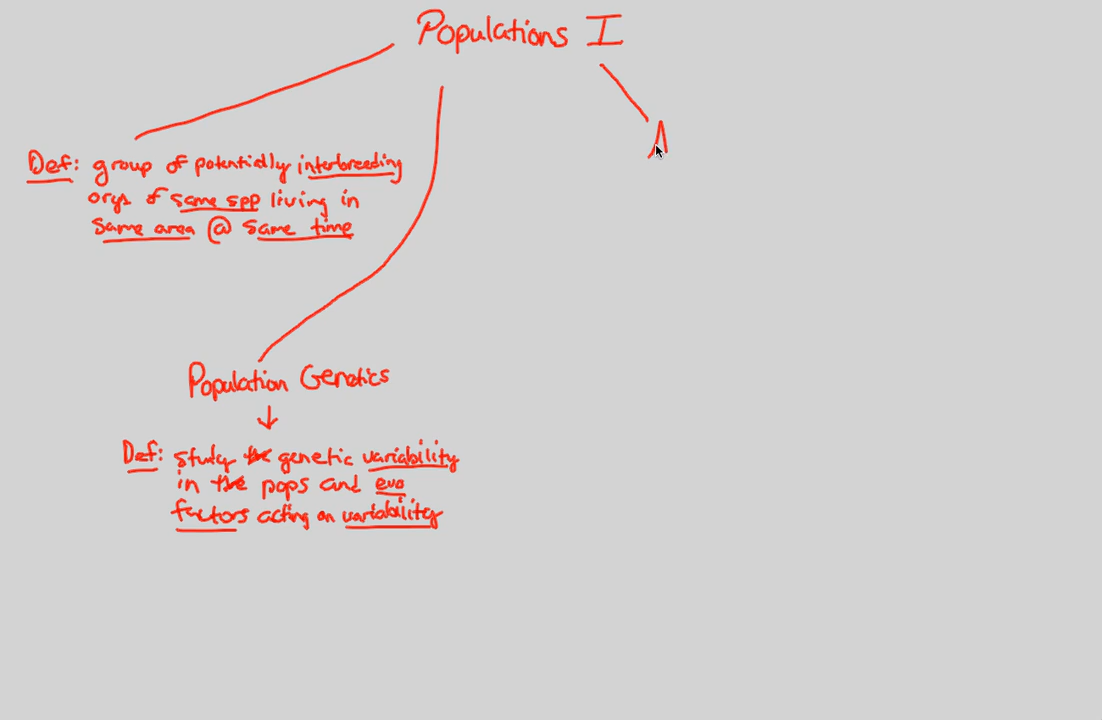 Populations I
Def: group of potentially interbreeding
orgs of same spp living in
same area @ same time
Population Genetics
↓
Def: study the genetic variability
in the pops and evo
factors acting on variability